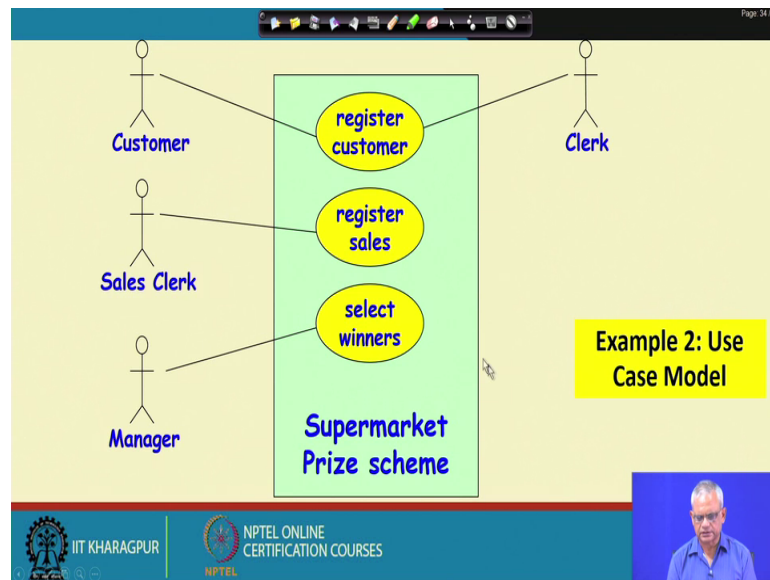 Page: 34 /
register
customer
Customer
Clerk
register
sales
Sales Clerk
select
winners
Manager
Example 2: Use
Case Model
Supermarket
Prize scheme
IIT KHARAGPUR
NPTEL
NPTEL ONLINE
CERTIFICATION COURSES